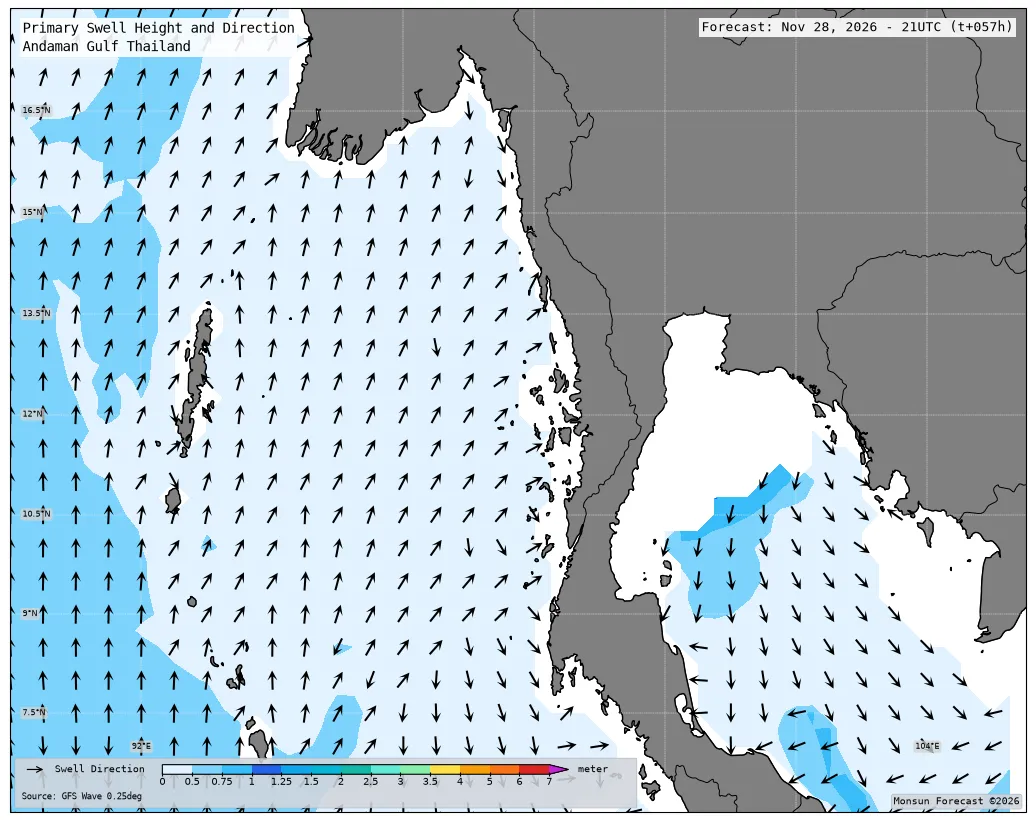 Primary Swell Height and Direction
Andaman Gulf Thailand
Forecast: Nov 28, 2026 - 21UTC (t+057h)
16.5°N
15°N
13.5°N
12°N
10.5°N
9°N
7.5°N
92°E
104°E
Swell Direction
meter
0 0.5 0.75 1 1.25 1.5 2 2.5 3 3.5 4 5 6 7
Source: GFS Wave 0.25deg
Monsun Forecast ©2026